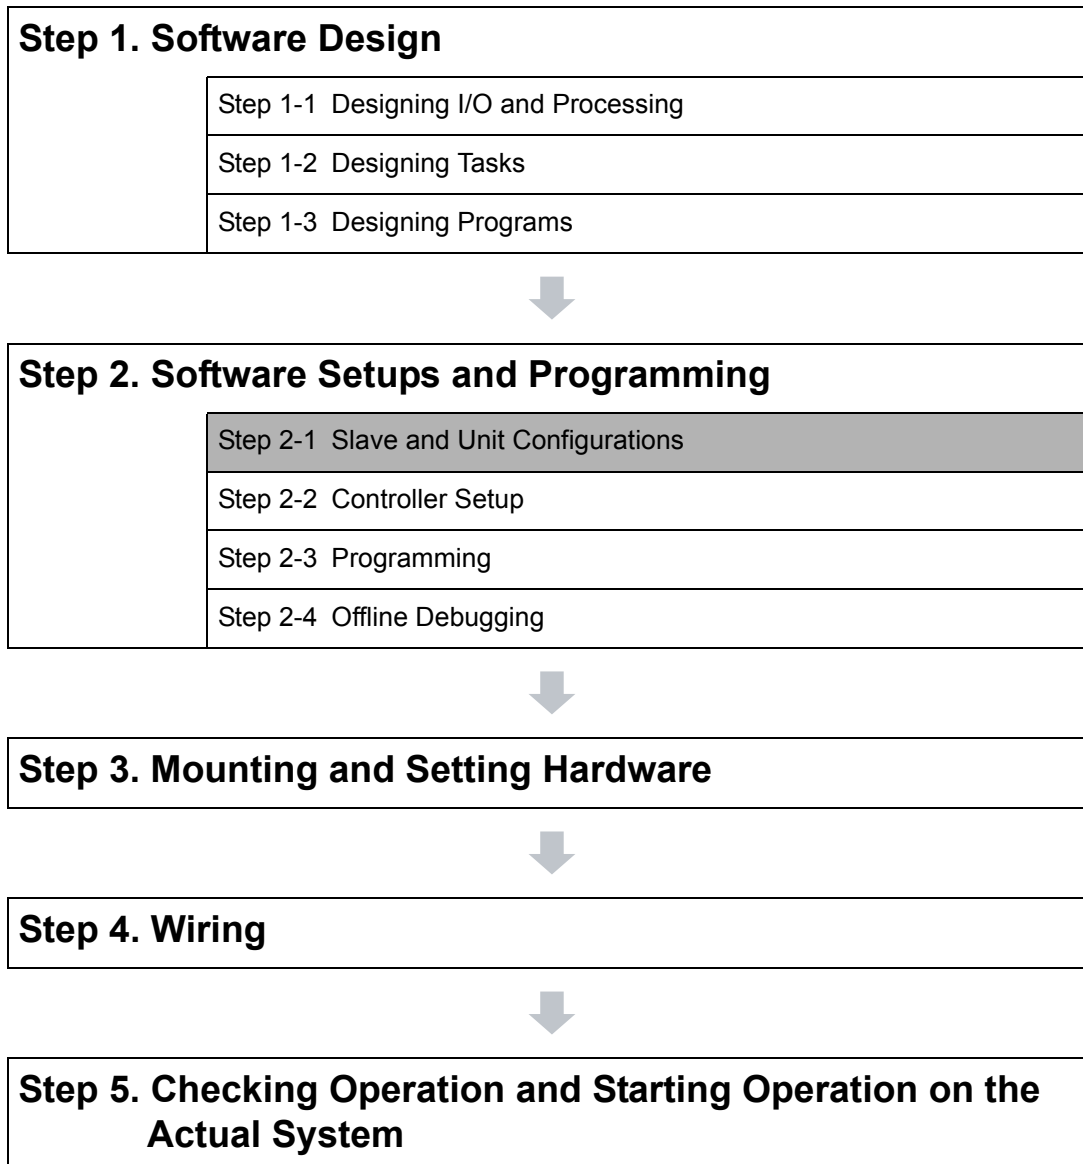 Step 1. Software Design
Step 1-1 Designing I/O and Processing
Step 1-2 Designing Tasks
Step 1-3 Designing Programs
Step 2. Software Setups and Programming
Step 2-1 Slave and Unit Configurations
Step 2-2 Controller Setup
Step 2-3 Programming
Step 2-4 Offline Debugging
Step 3. Mounting and Setting Hardware
Step 4. Wiring
Step 5. Checking Operation and Starting Operation on the
Actual System